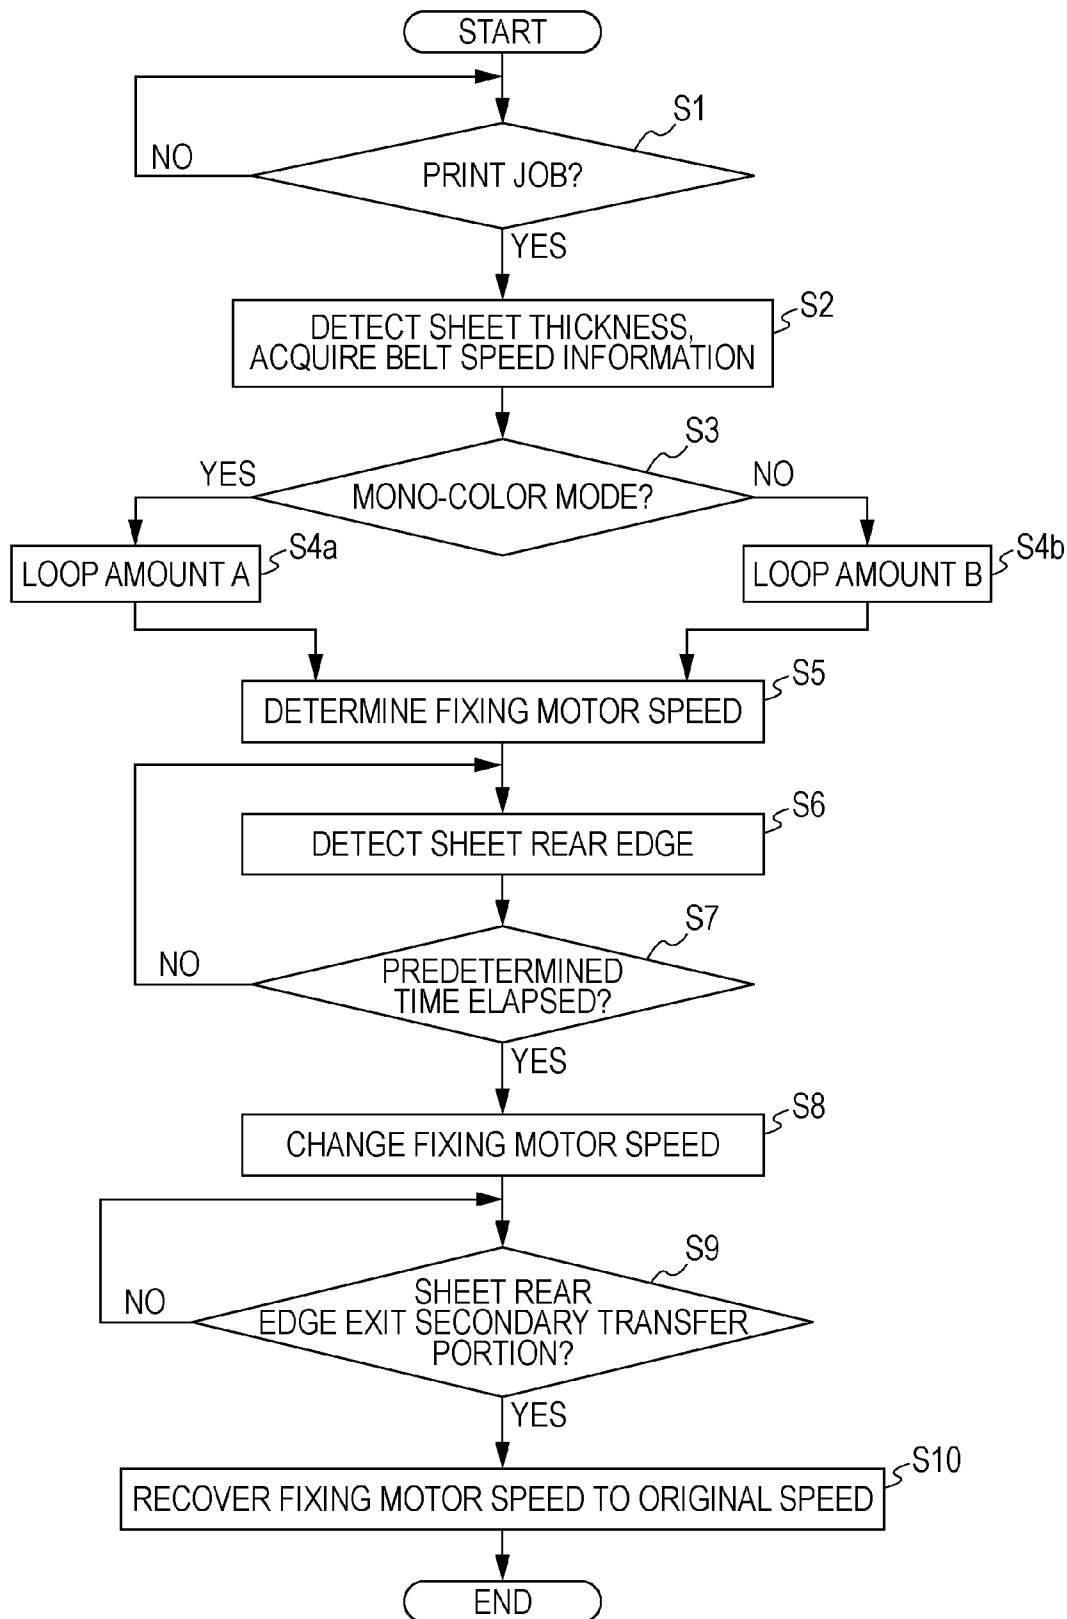 START
S1
NO
PRINT JOB?
YES
S2
DETECT SHEET THICKNESS,
ACQUIRE BELT SPEED INFORMATION
S3
YES
MONO-COLOR MODE?
NO
S4a
LOOP AMOUNT A
S4b
LOOP AMOUNT B
S5
DETERMINE FIXING MOTOR SPEED
S6
DETECT SHEET REAR EDGE
S7
NO
PREDETERMINED
TIME ELAPSED?
YES
S8
CHANGE FIXING MOTOR SPEED
S9
NO
SHEET REAR
EDGE EXIT SECONDARY TRANSFER
PORTION?
YES
S10
RECOVER FIXING MOTOR SPEED TO ORIGINAL SPEED
END